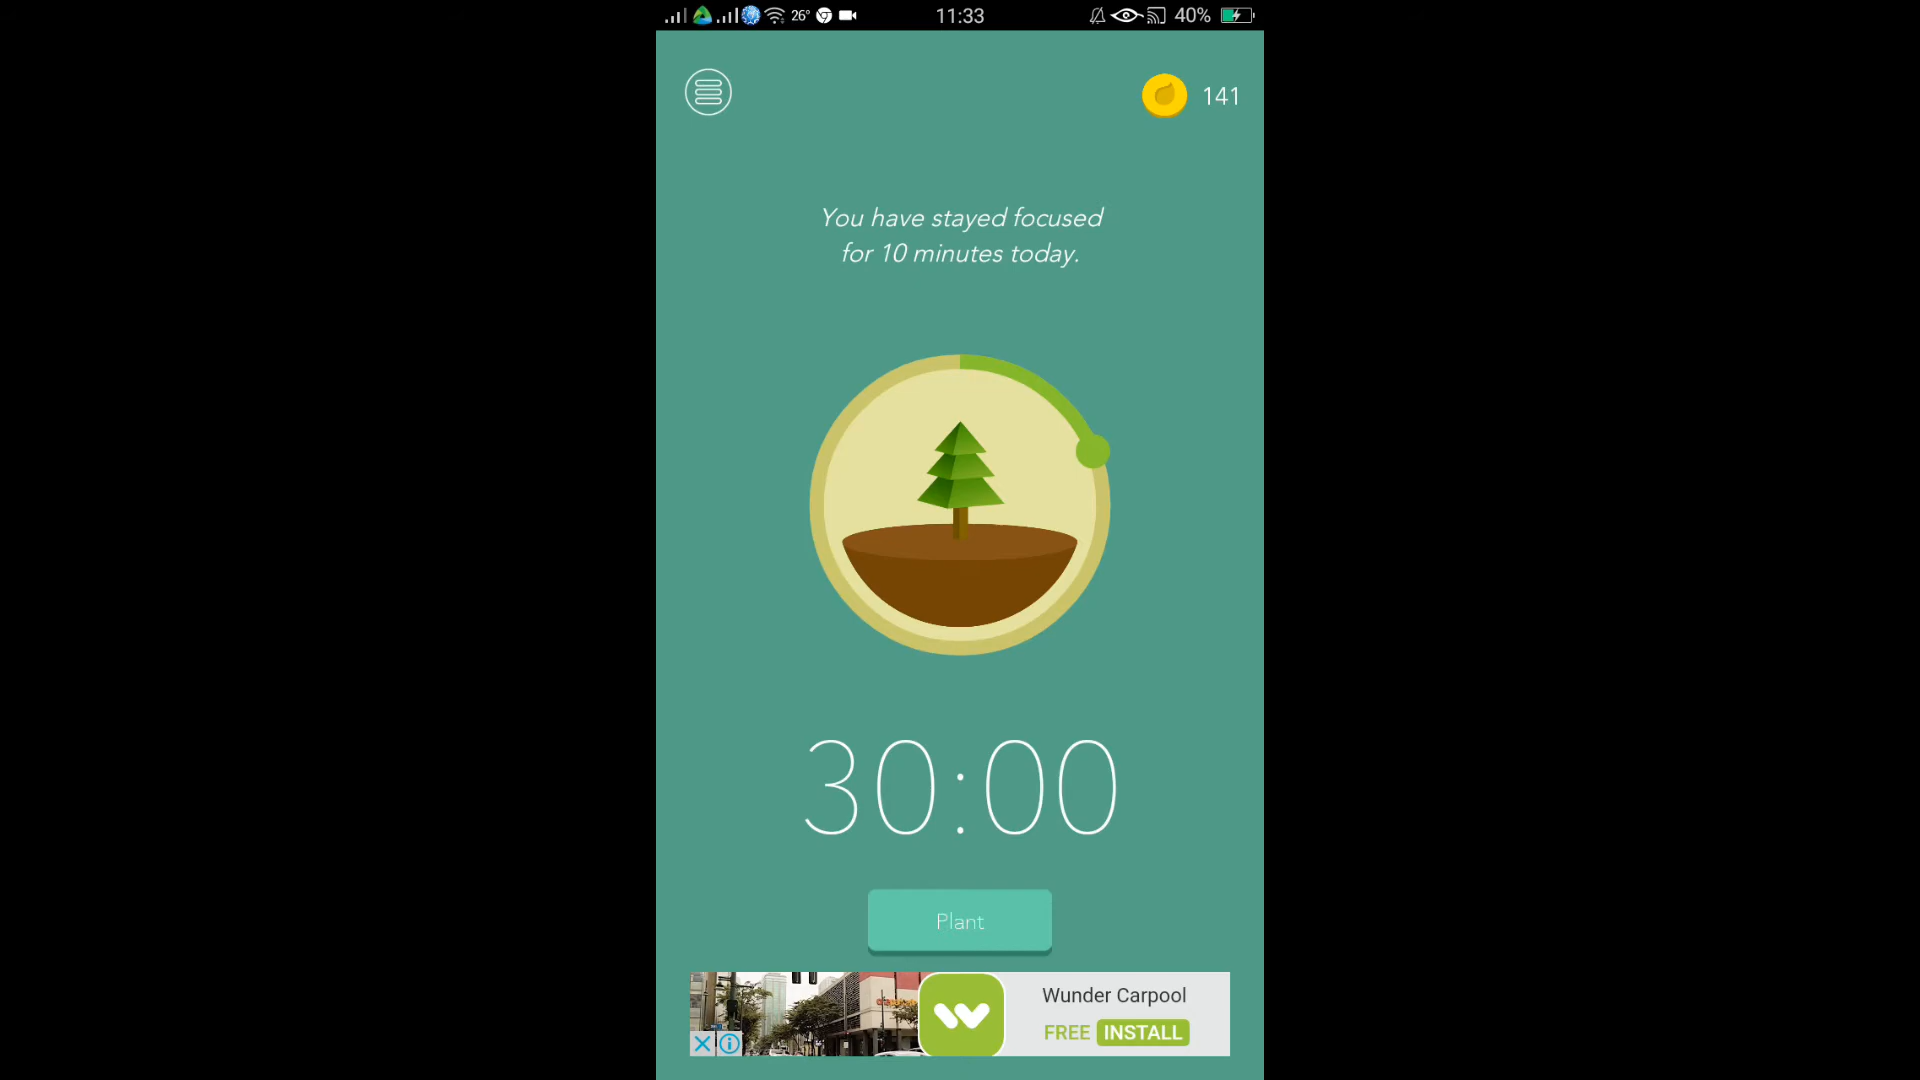 26° 11:33 40%
141
You have stayed focused
for 10 minutes today.
30:00
Plant
Wunder Carpool
FREE INSTALL